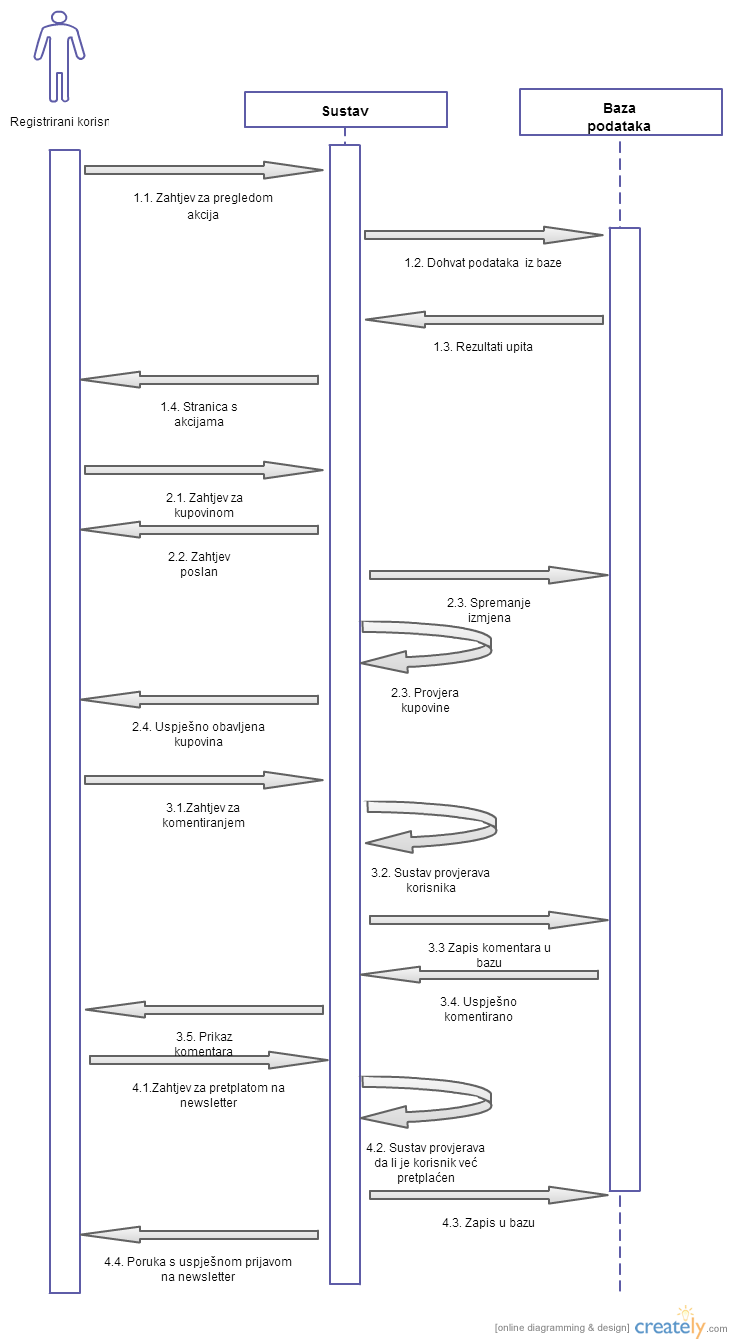 Registrirani korisr
Sustav
Baza
podataka
1.1. Zahtjev za pregledom
akcija
1.2. Dohvat podataka iz baze
1.3. Rezultati upita
1.4. Stranica s
akcijama
2.1. Zahtjev za
kupovinom
2.2. Zahtjev
poslan
2.3. Spremanje
izmjena
2.3. Provjera
kupovine
2.4. Uspješno obavljena
kupovina
3.1.Zahtjev za
komentiranjem
3.2. Sustav provjerava
korisnika
3.3 Zapis komentara u
bazu
3.4. Uspješno
komentirano
3.5. Prikaz
komentara
4.1.Zahtjev za pretplatom na
newsletter
4.2. Sustav provjerava
da li je korisnik već
pretplaćen
4.3. Zapis u bazu
4.4. Poruka s uspješnom prijavom
na newsletter
[online diagramming & design] creately.com